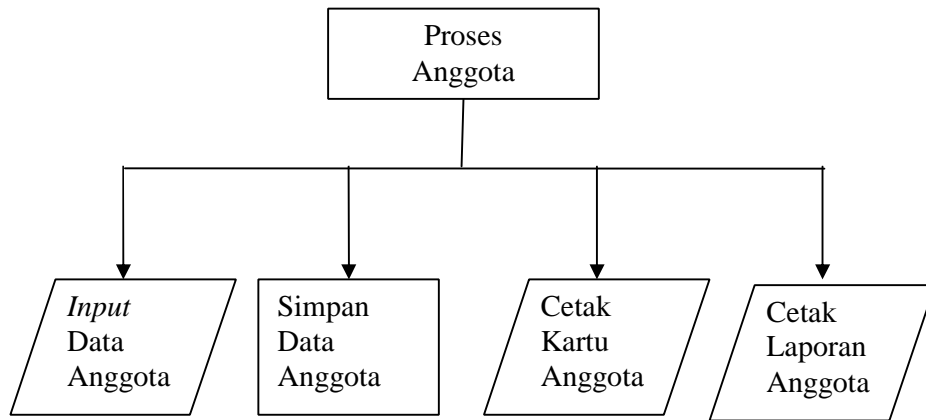 Proses
Anggota
Input
Data
Anggota
Simpan
Data
Anggota
Cetak
Kartu
Anggota
Cetak
Laporan
Anggota